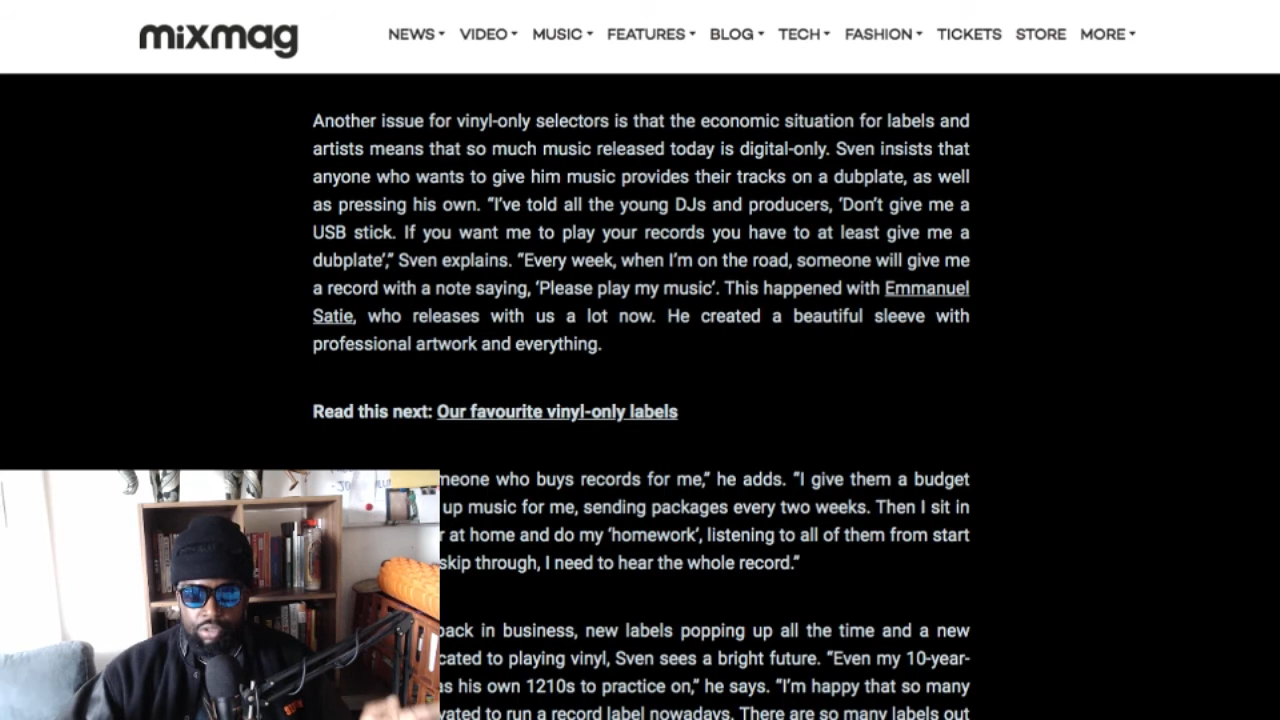 mixmag
NEWS VIDEO MUSIC FEATURES BLOG TECH FASHION TICKETS STORE MORE
Another issue for vinyl-only selectors is that the economic situation for labels and
artists means that so much music released today is digital-only. Sven insists that
anyone who wants to give him music provides their tracks on a dubplate, as well
as pressing his own. “I’ve told all the young DJs and producers, ‘Don’t give me a
USB stick. If you want me to play your records you have to at least give me a
dubplate’,” Sven explains. “Every week, when I’m on the road, someone will give me
a record with a note saying, ‘Please play my music’. This happened with Emmanuel
Satie, who releases with us a lot now. He created a beautiful sleeve with
professional artwork and everything.
Read this next: Our favourite vinyl-only labels
meone who buys records for me,” he adds. “I give them a budget
up music for me, sending packages every two weeks. Then I sit in
r at home and do my ‘homework’, listening to all of them from start
skip through, I need to hear the whole record.”
back in business, new labels popping up all the time and a new
cated to playing vinyl, Sven sees a bright future. “Even my 10-year-
as his own 1210s to practice on,” he says. “I’m happy that so many
vated to run a record label nowadays. There are so many labels out